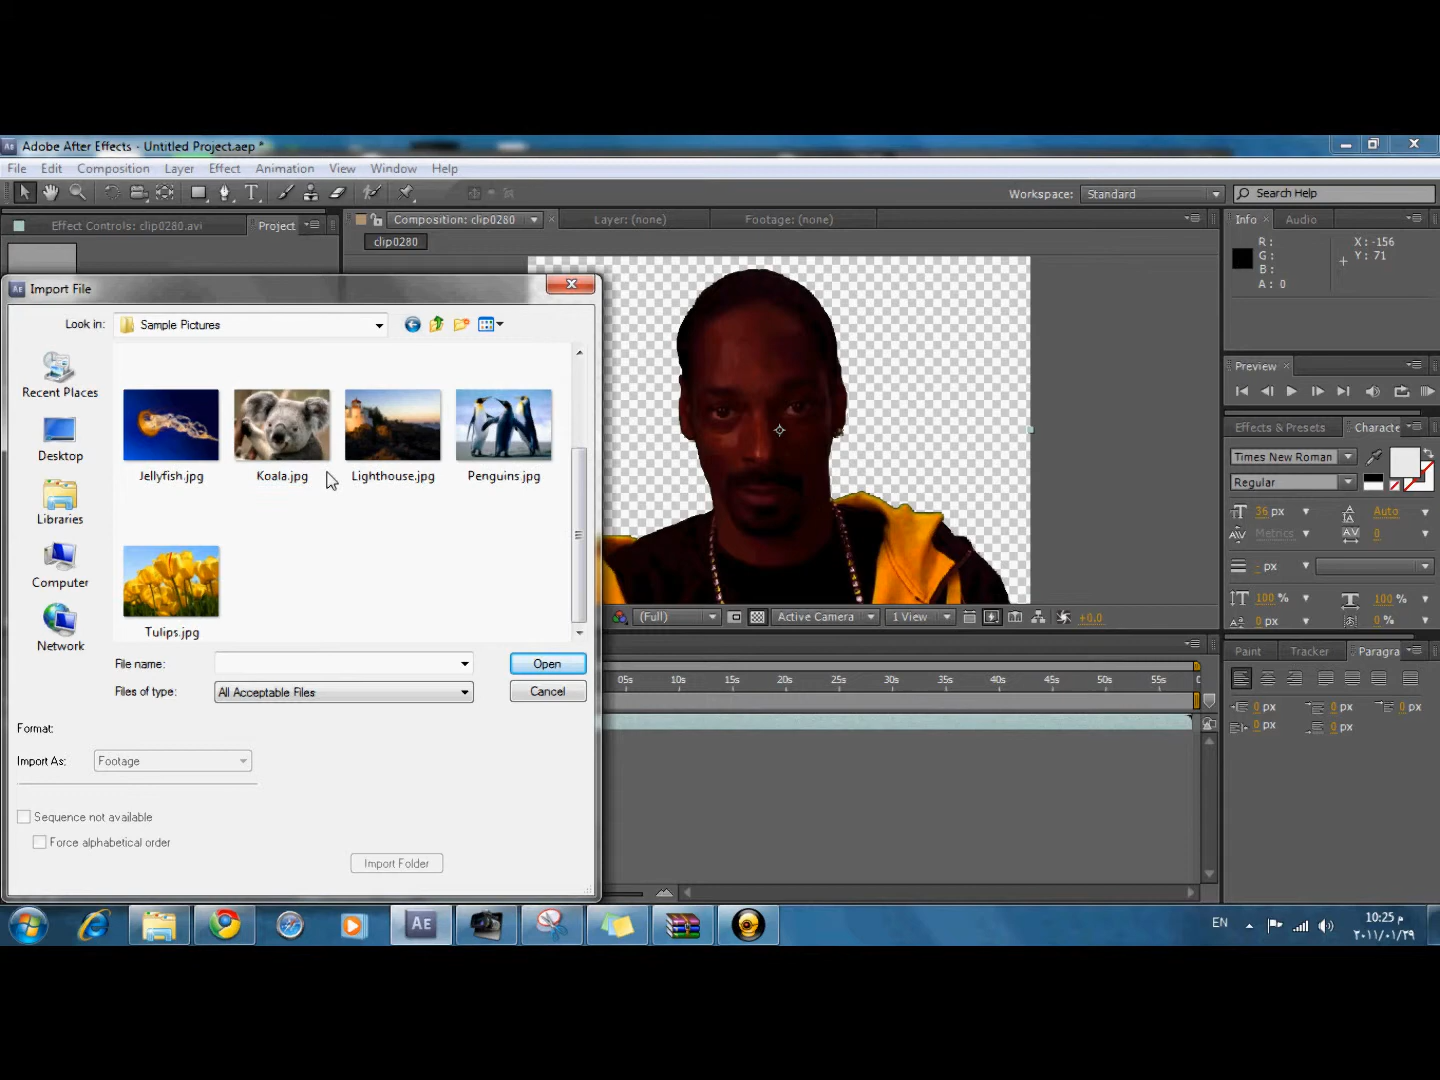 Ae Adobe After Effects - Untitled Project.aep *
File Edit Composition Layer Effect Animation View Window Help
T Workspace: Standard Search Help
Effect Controls: clip0280.avi Project Composition: clip0280 Layer: (none) Footage: (none) Info Audio
clip0280
R: X: -156
G: Y: 71
B:
A: 0
Ae Import File
Look in: Sample Pictures
Recent Places
Desktop
Libraries
Computer
Network
Jellyfish.jpg Koala.jpg Lighthouse.jpg Penguins.jpg
Tulips.jpg
File name: Open
Files of type: All Acceptable Files Cancel
Format:
Import As: Footage
Sequence not available
Force alphabetical order
Import Folder
Preview
Effects & Presets Characte
Times New Roman
Regular
36 px Auto
Metrics 0
- px
100 % 100 %
0 px 0 %
(Full) Active Camera 1 View +0.0
Paint Tracker Paragra
0 px 0 px 0 px
0 px 0 px
05s 10s 15s 20s 25s 30s 35s 40s 45s 50s 55s
Ae EN
10:25 م
٢٠١١/٠١/٢٩